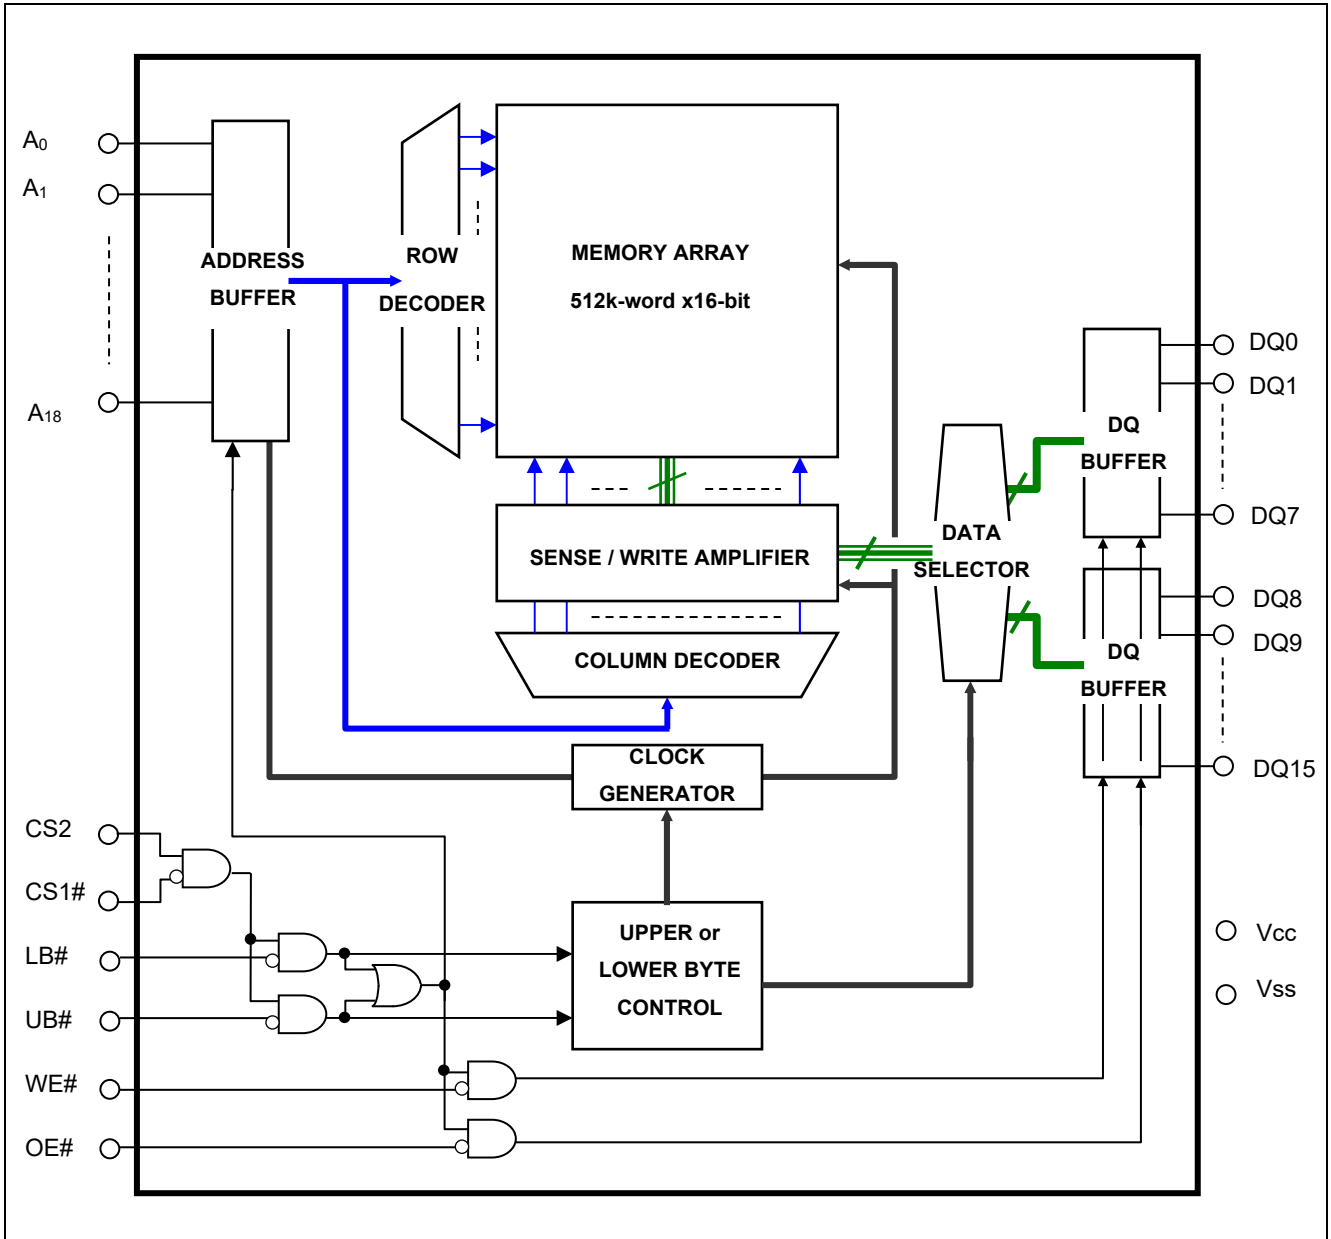 A0
A1
A18
ADDRESS
BUFFER
ROW
DECODER
MEMORY ARRAY
512k-word x16-bit
SENSE / WRITE AMPLIFIER
COLUMN DECODER
CLOCK
GENERATOR
DATA
SELECTOR
DQ
BUFFER
DQ
BUFFER
DQ0
DQ1
DQ7
DQ8
DQ9
DQ15
CS2
CS1#
LB#
UB#
WE#
OE#
UPPER or
LOWER BYTE
CONTROL
Vcc
Vss